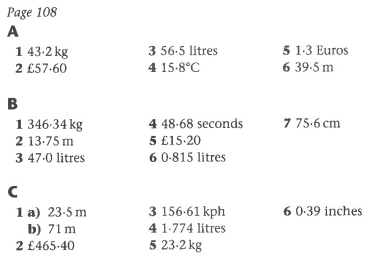 Page 108
A
1 43·2 kg
2 £57·60
3 56·5 litres
4 15·8°C
5 1·3 Euros
6 39·5 m
B
1 346·34 kg
2 13·75 m
3 47·0 litres
4 48·68 seconds
5 £15·20
6 0·815 litres
7 75·6 cm
C
1 a) 23·5 m
b) 71 m
2 £465·40
3 156·61 kph
4 1·774 litres
5 23·2 kg
6 0·39 inches